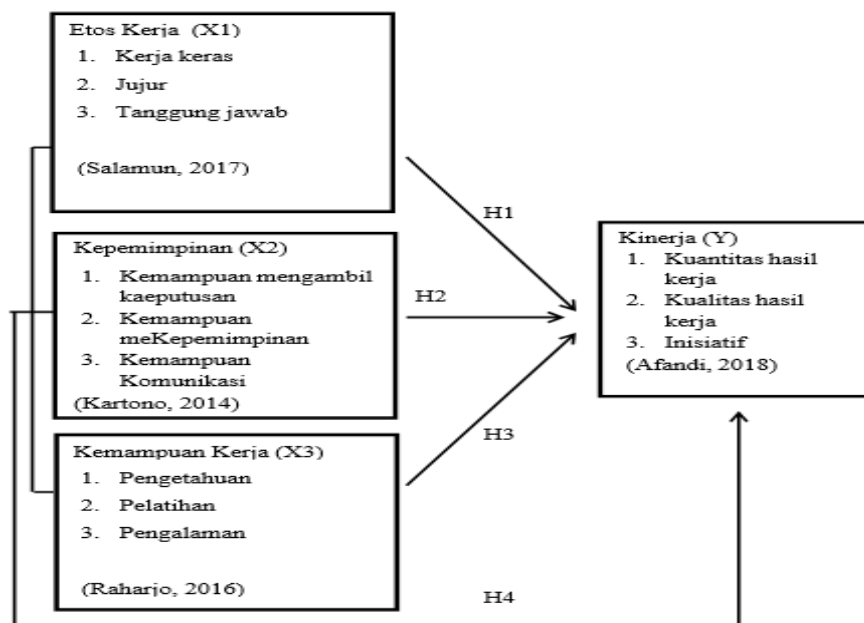 Etos Kerja (X1)
1. Kerja keras
2. Jujur
3. Tanggung jawab
(Salamun, 2017)
H1
Kepemimpinan (X2)
1. Kemampuan mengambil
kaeputusan
2. Kemampuan
meKepemimpinan
3. Kemampuan
Komunikasi
(Kartono, 2014)
H2
Kinerja (Y)
1. Kuantitas hasil
kerja
2. Kualitas hasil
kerja
3. Inisiatif
(Afandi, 2018)
Kemampuan Kerja (X3)
1. Pengetahuan
2. Pelatihan
3. Pengalaman
(Raharjo, 2016)
H3
H4